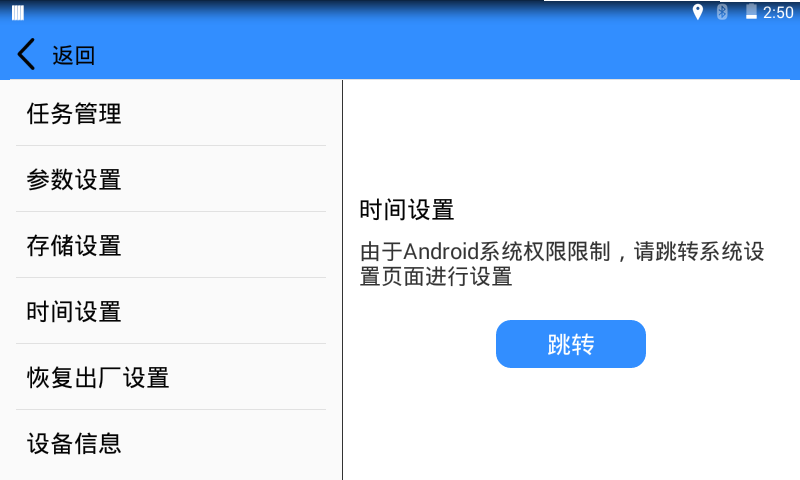 2:50
返回
任务管理
参数设置
存储设置
时间设置
恢复出厂设置
设备信息
时间设置
由于Android系统权限限制，请跳转系统设
置页面进行设置
跳转